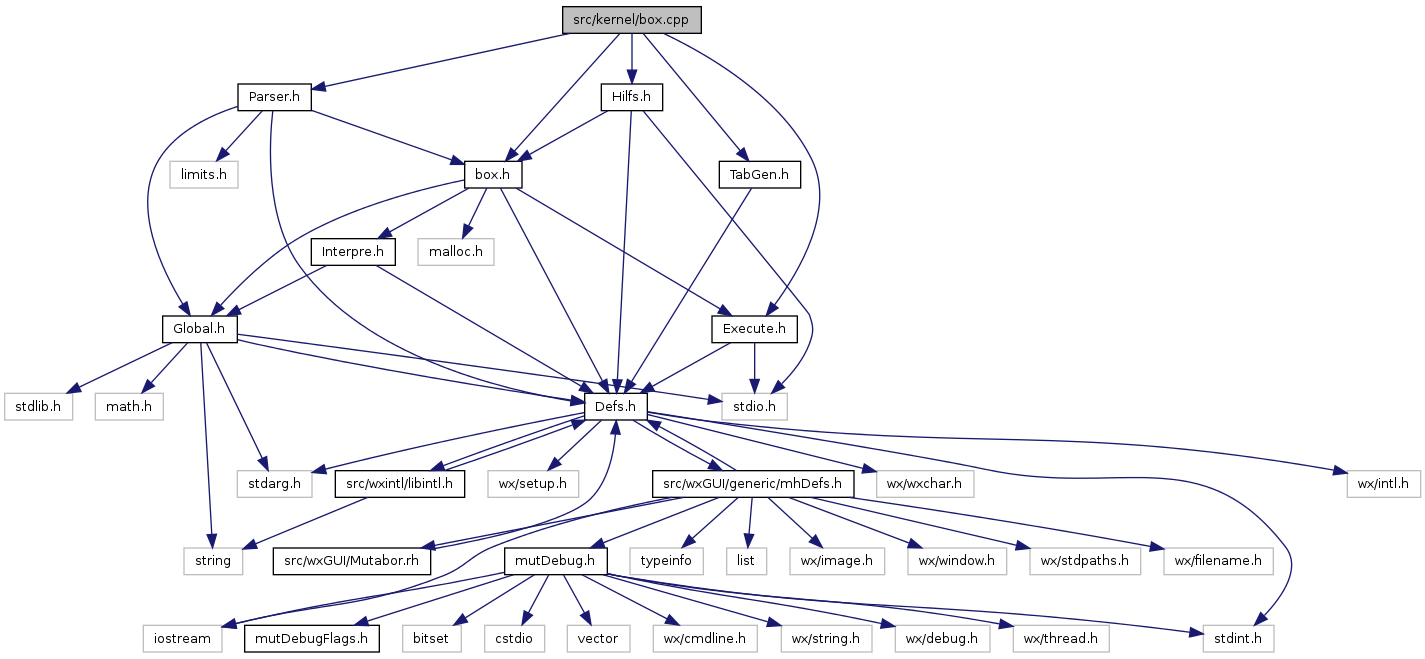 src/kernel/box.cpp
Parser.h
Hilfs.h
limits.h
box.h
TabGen.h
Interpre.h
malloc.h
Global.h
Execute.h
stdlib.h
math.h
Defs.h
stdio.h
stdarg.h
src/wxintl/libintl.h
wx/setup.h
src/wxGUI/generic/mhDefs.h
wx/wxchar.h
wx/intl.h
string
src/wxGUI/Mutabor.rh
mutDebug.h
typeinfo
list
wx/image.h
wx/window.h
wx/stdpaths.h
wx/filename.h
iostream
mutDebugFlags.h
bitset
cstdio
vector
wx/cmdline.h
wx/string.h
wx/debug.h
wx/thread.h
stdint.h